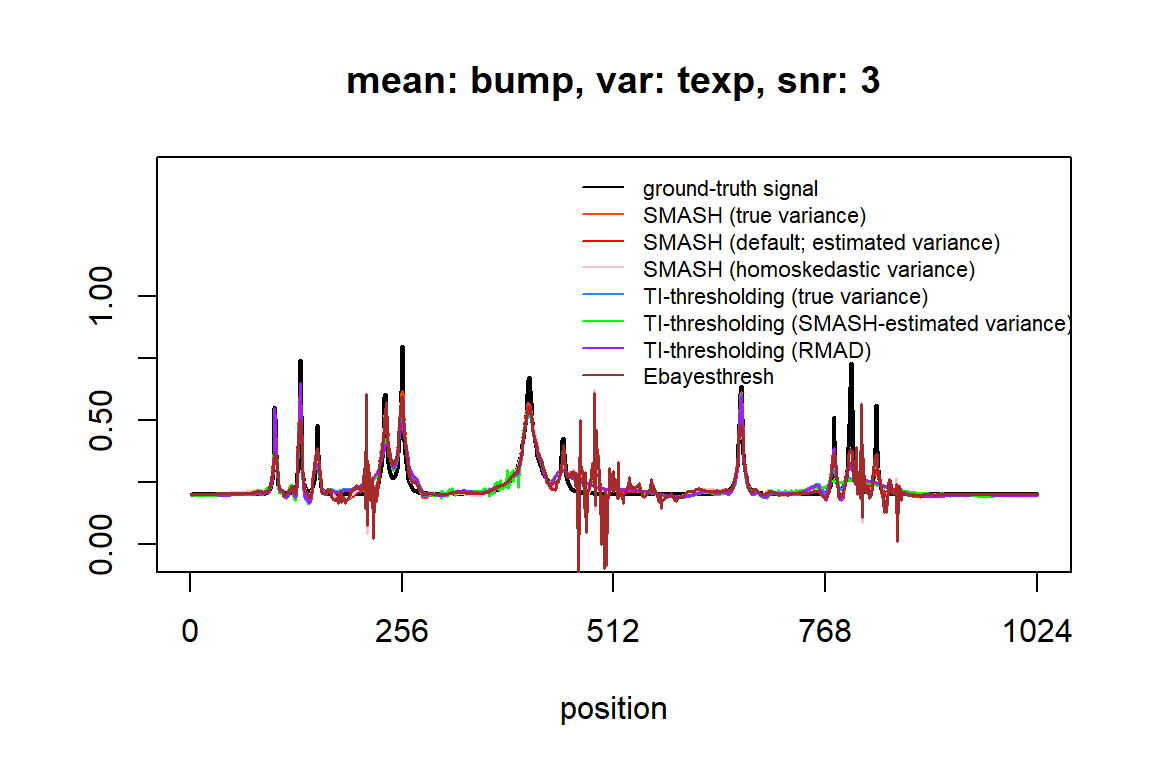 mean: bump, var: texp, snr: 3
ground-truth signal
SMASH (true variance)
SMASH (default; estimated variance)
SMASH (homoskedastic variance)
TI-thresholding (true variance)
TI-thresholding (SMASH-estimated variance)
TI-thresholding (RMAD)
Ebayesthresh
1.00
0.50
0.00
0 256 512 768 1024
position